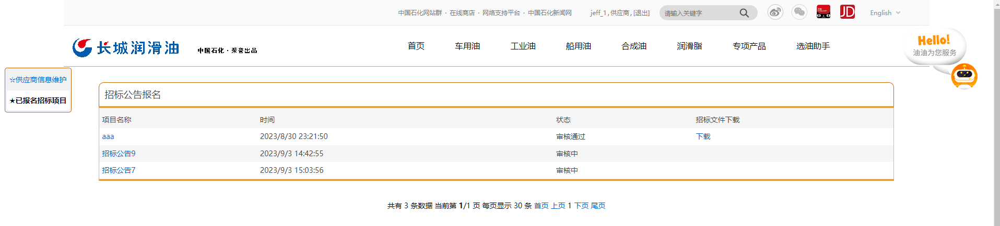 中国石化网站群 · 在线商店 · 网络支持平台 · 中国石化新闻网 jeff_1 , 供应商 , [退出] 请输入关键字 JD English
长城润滑油 中国石化 · 荣誉出品 首页 车用油 工业油 船用油 合成油 润滑脂 专项产品 选油助手
Hello!
油油为您服务
☆供应商信息维护
★已报名招标项目
招标公告报名
项目名称 时间 状态 招标文件下载
aaa 2023/8/30 23:21:50 审核通过 下载
招标公告9 2023/9/3 14:42:55 审核中
招标公告7 2023/9/3 15:03:56 审核中
共有 3 条数据 当前第 1/1 页 每页显示 30 条 首页 上页 1 下页 尾页